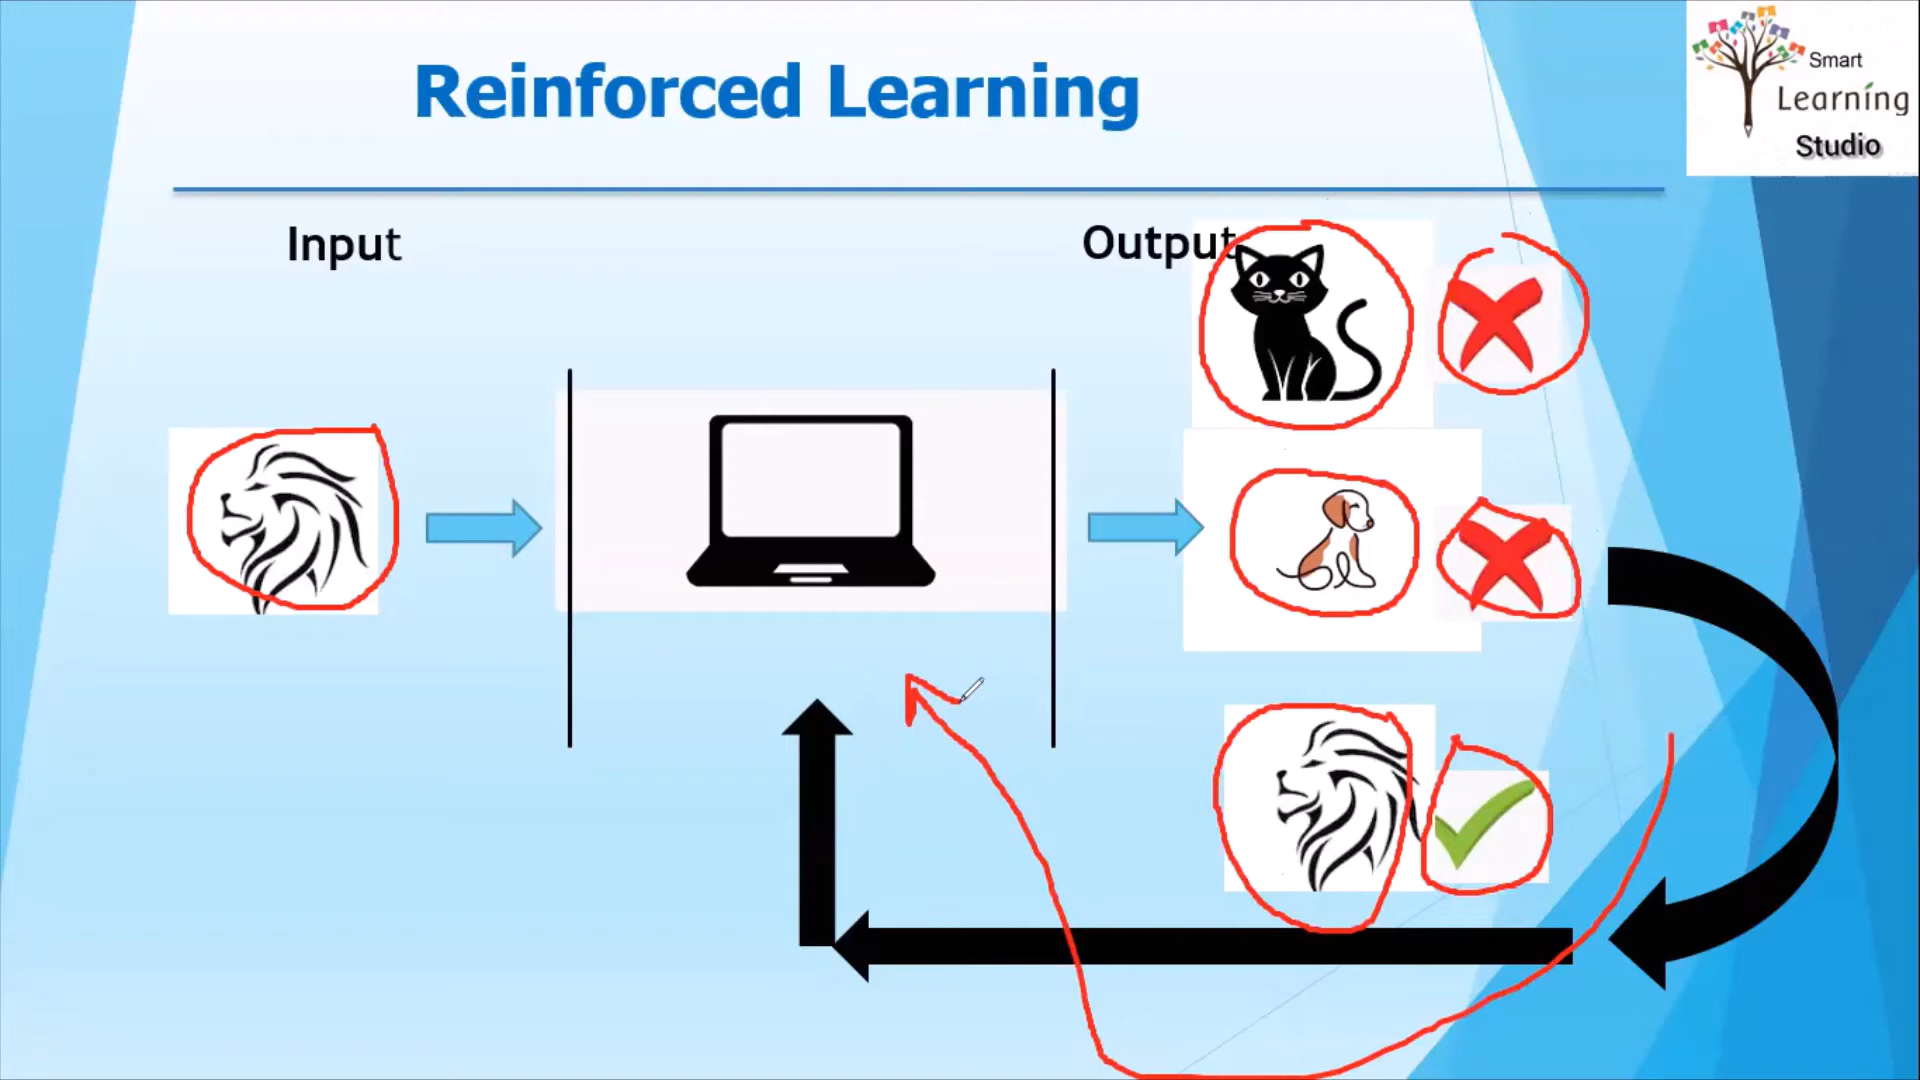 Reinforced Learning
Smart
Learning
Studio
Input
Output